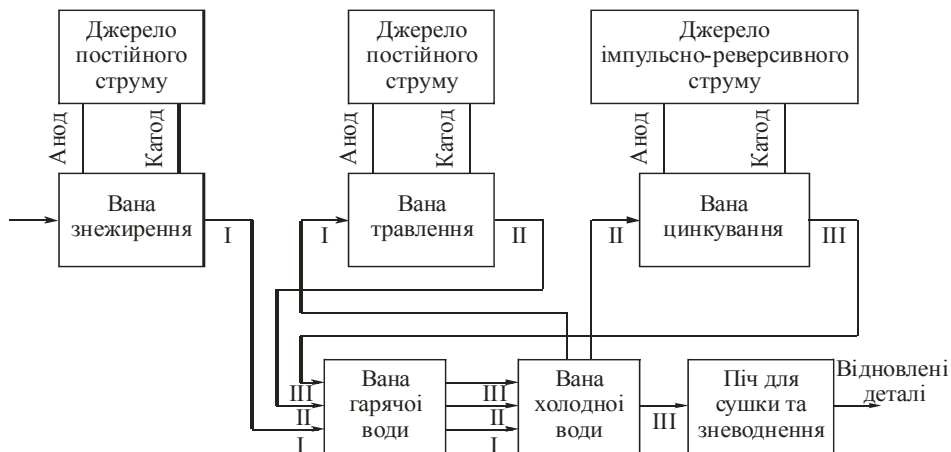 Джерело
постійного
струму
Джерело
постійного
струму
Джерело
імпульсно-реверсивного
струму
Анод
Катод
Анод
Катод
Анод
Катод
Вана
знежирення
I
I
Вана
травлення
II
II
Вана
цинкування
III
III
II
I
Вана
гарячої
води
III
II
I
Вана
холодної
води
III
Піч для
сушки та
зневоднення
Відновлені
деталі